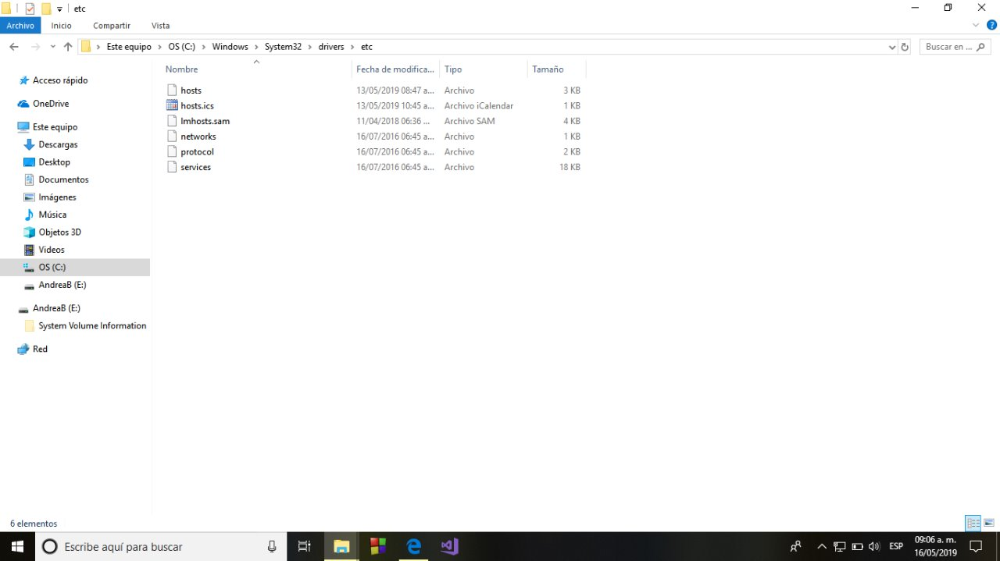 etc
Archivo Inicio Compartir Vista
Este equipo > OS (C:) > Windows > System32 > drivers > etc
Buscar en ...
Nombre Fecha de modifica... Tipo Tamaño
hosts 13/05/2019 08:47 a... Archivo 3 KB
hosts.ics 13/05/2019 10:45 a... Archivo iCalendar 1 KB
lmhosts.sam 11/04/2018 06:36 ... Archivo SAM 4 KB
networks 16/07/2016 06:45 a... Archivo 1 KB
protocol 16/07/2016 06:45 a... Archivo 2 KB
services 16/07/2016 06:45 a... Archivo 18 KB
Acceso rápido
OneDrive
Este equipo
Descargas
Desktop
Documentos
Imágenes
Música
Objetos 3D
Videos
OS (C:)
AndreaB (E:)
AndreaB (E:)
System Volume Information
Red
6 elementos
Escribe aquí para buscar
ESP
09:06 a. m.
16/05/2019